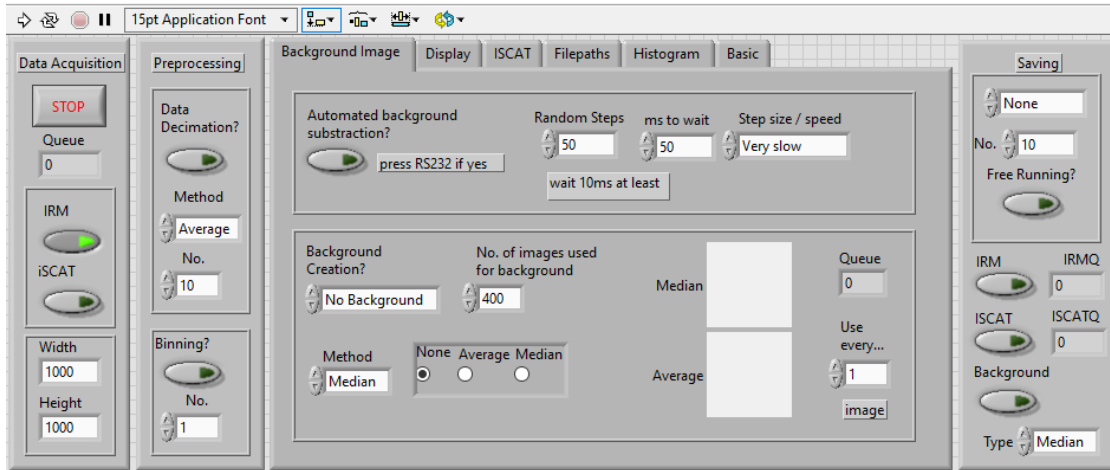 15pt Application Font
Data Acquisition
STOP
Queue
0
IRM
iSCAT
Width
1000
Height
1000
Preprocessing
Data
Decimation?
Method
Average
No.
10
Binning?
No.
1
Background Image
Display
ISCAT
Filepaths
Histogram
Basic
Automated background
substraction?
press RS232 if yes
Random Steps
50
ms to wait
50
Step size / speed
Very slow
wait 10ms at least
Background
Creation?
No Background
No. of images used
for background
400
Method
Median
None Average Median
Median
Average
Queue
0
Use
every...
1
image
Saving
None
No. 10
Free Running?
IRM
IRMQ
0
ISCAT
ISCATQ
0
Background
Type Median